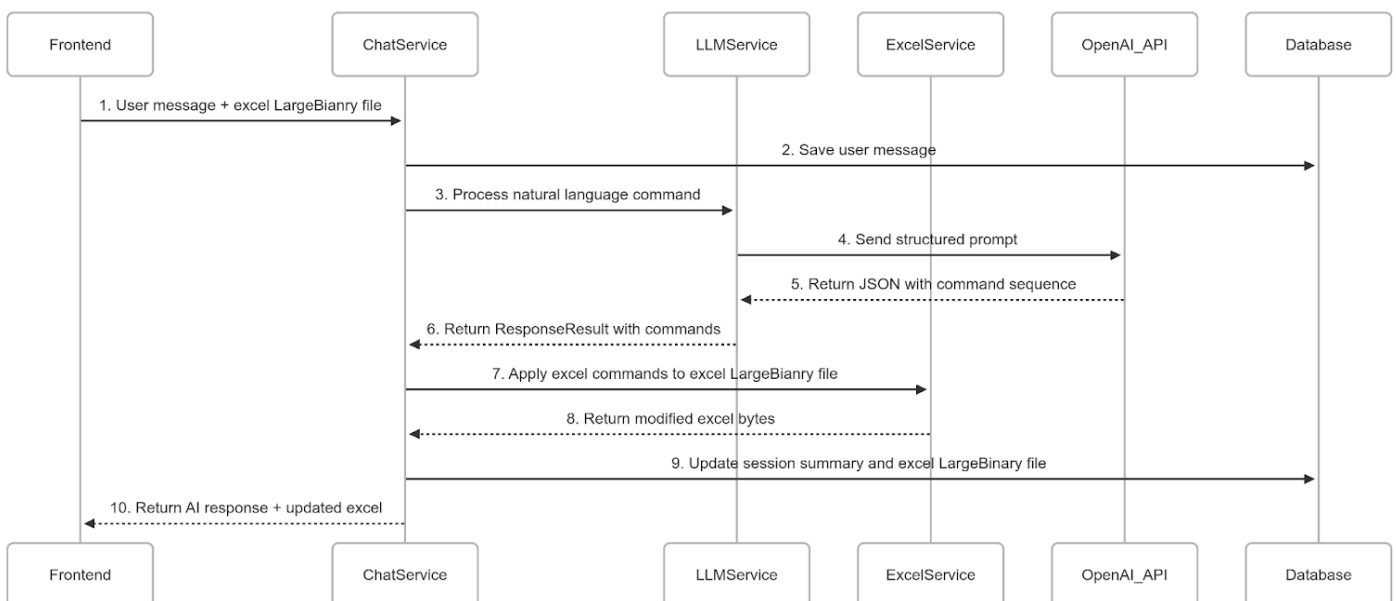 Frontend
ChatService
LLMService
ExcelService
OpenAI_API
Database
1. User message + excel LargeBianry file
2. Save user message
3. Process natural language command
4. Send structured prompt
5. Return JSON with command sequence
6. Return ResponseResult with commands
7. Apply excel commands to excel LargeBianry file
8. Return modified excel bytes
9. Update session summary and excel LargeBinary file
10. Return AI response + updated excel
Frontend
ChatService
LLMService
ExcelService
OpenAI_API
Database